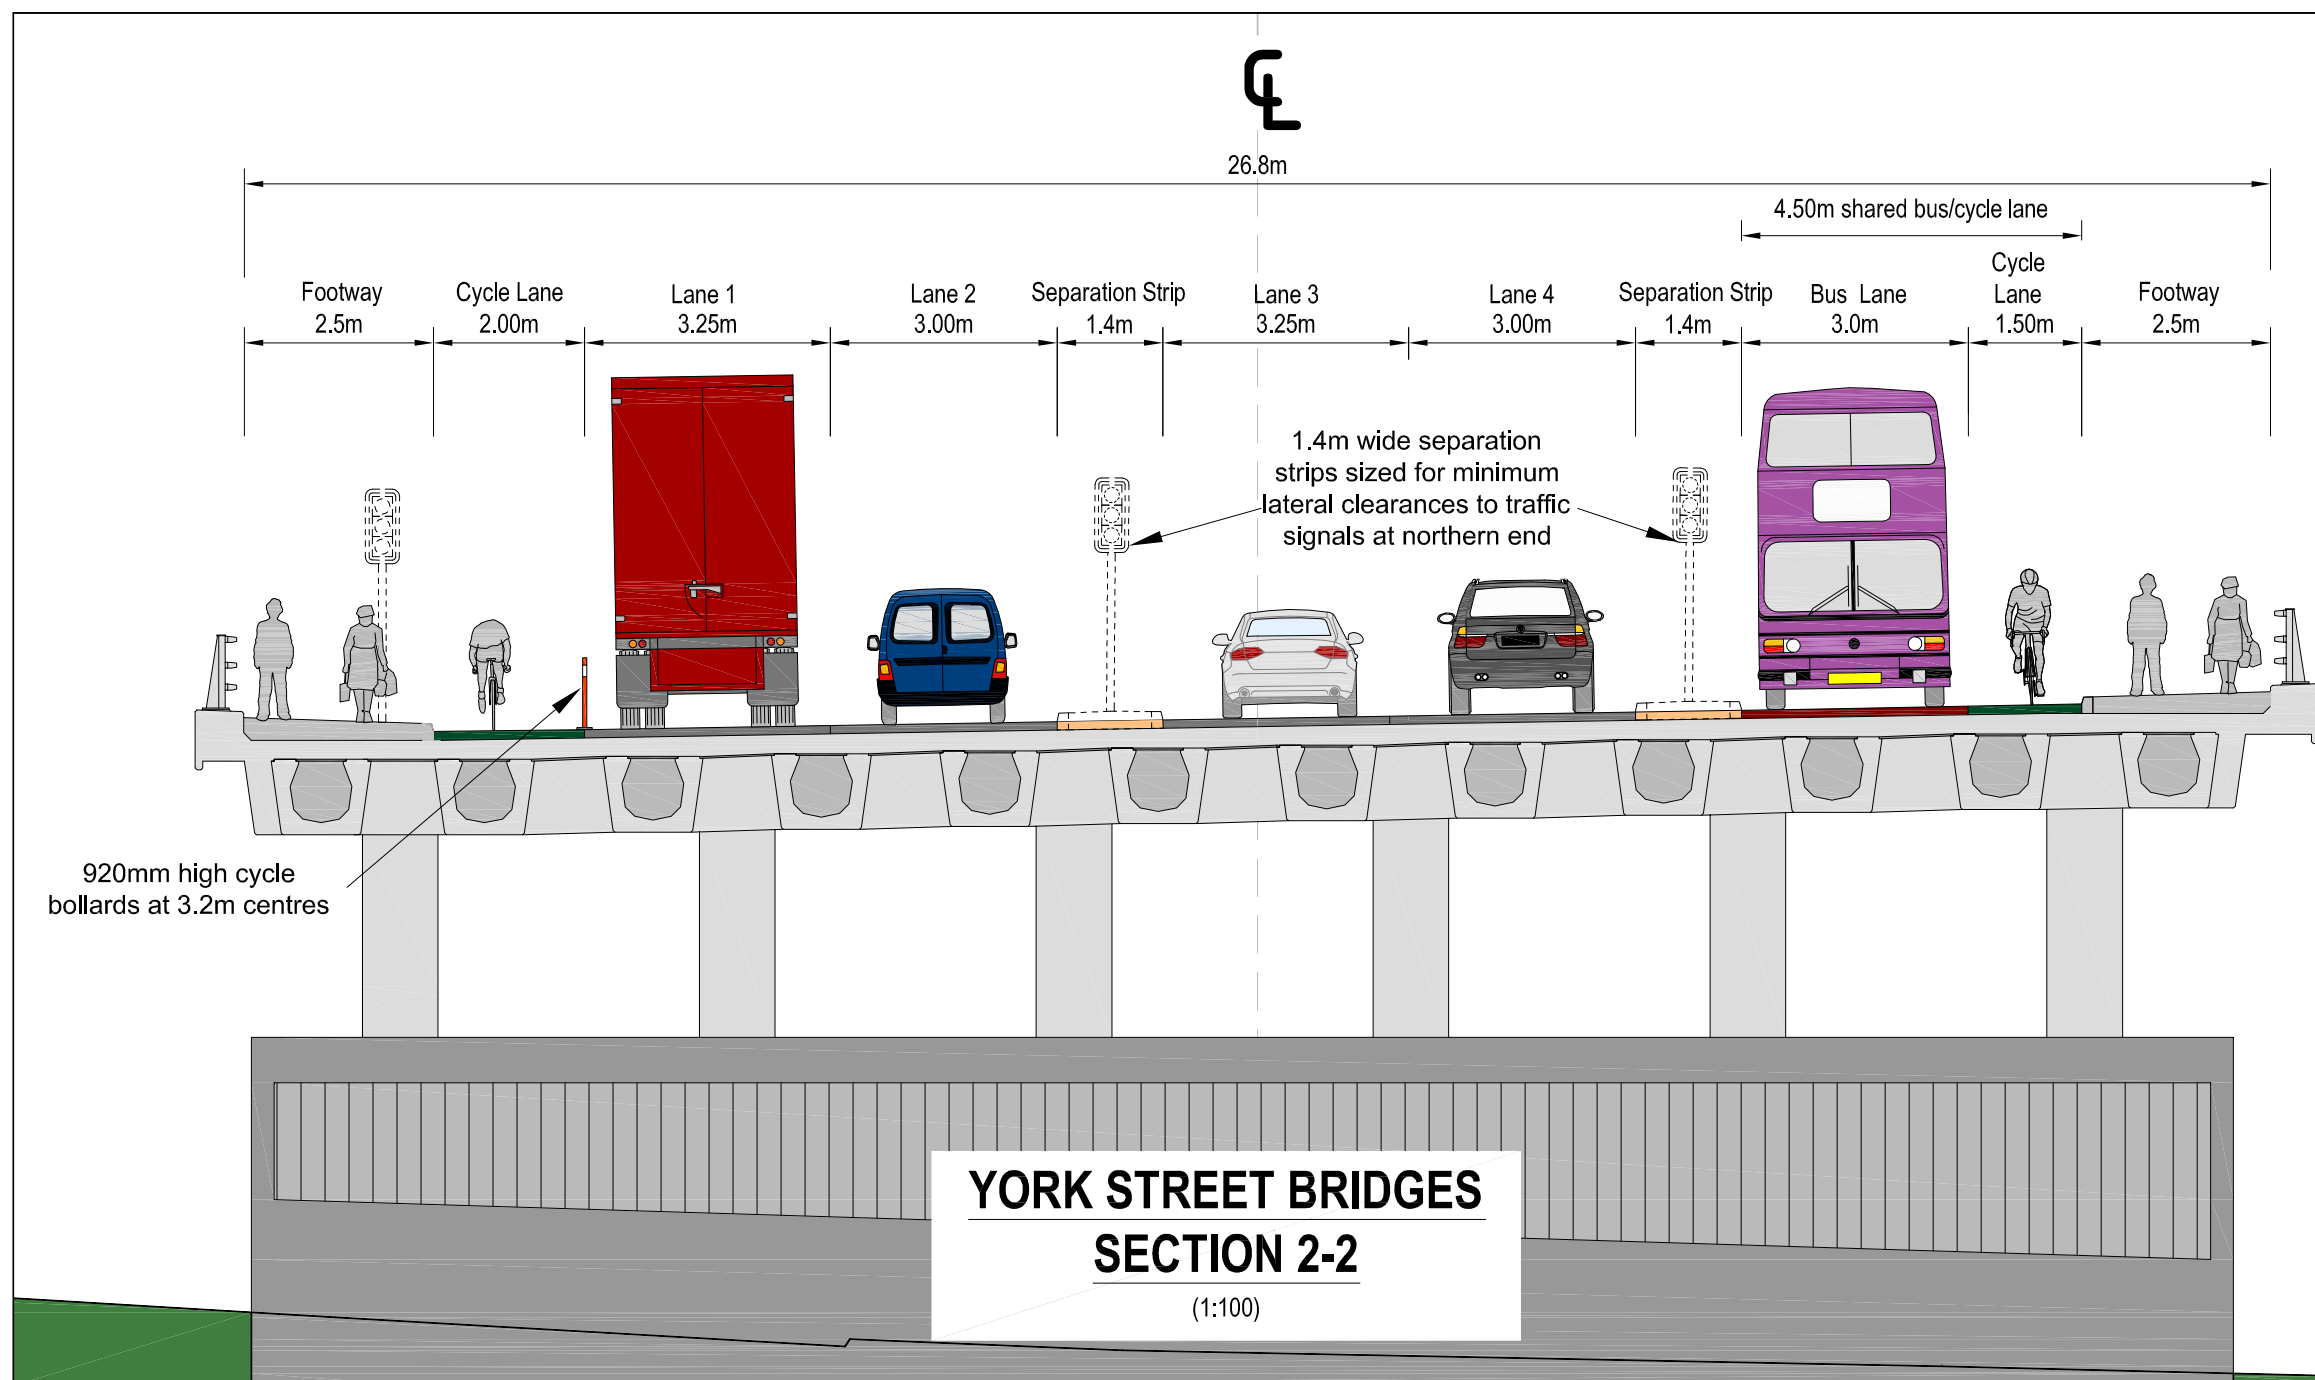 26.8m
4.50m shared bus/cycle lane
Footway
2.5m
Cycle Lane
2.00m
Lane 1
3.25m
Lane 2
3.00m
Separation Strip
1.4m
Lane 3
3.25m
Lane 4
3.00m
Separation Strip
1.4m
Bus Lane
3.0m
Cycle
Lane
1.50m
Footway
2.5m
1.4m wide separation
strips sized for minimum
lateral clearances to traffic
signals at northern end
920mm high cycle
bollards at 3.2m centres
YORK STREET BRIDGES
SECTION 2-2
(1:100)